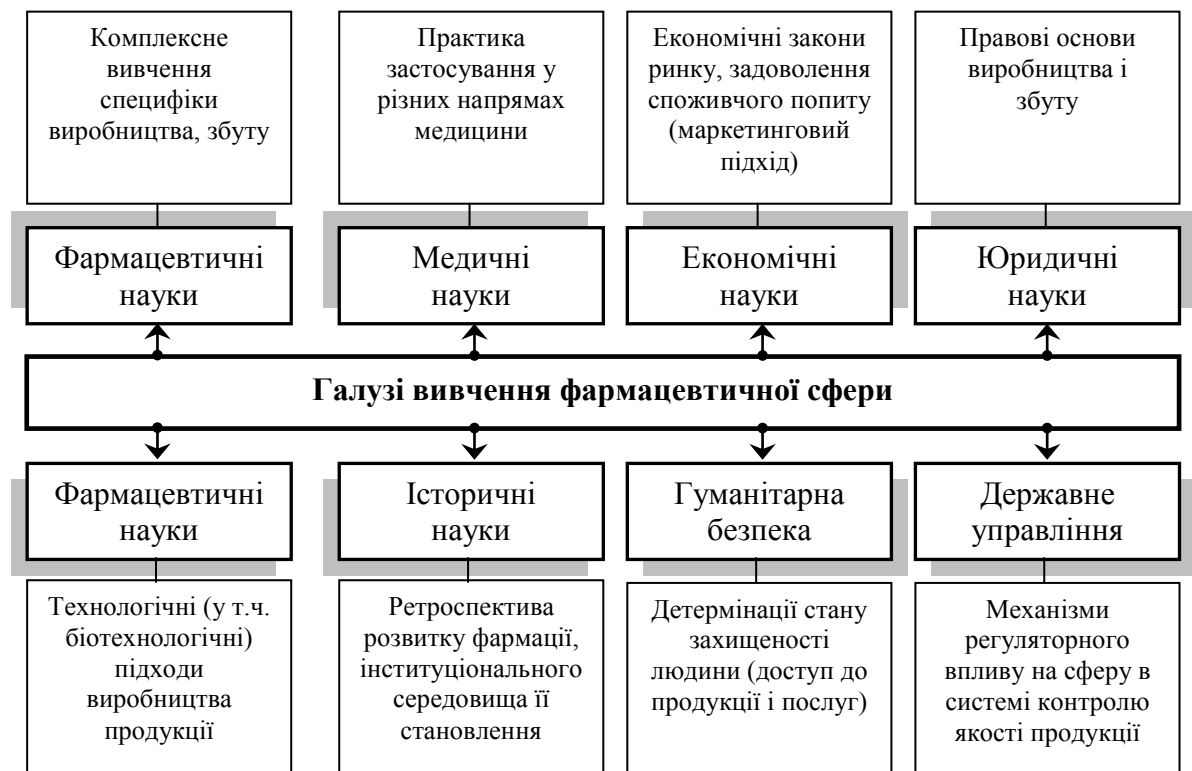 Комплексне
вивчення
специфіки
виробництва, збуту
Практика
застосування у
різних напрямах
медицини
Економічні закони
ринку, задоволення
споживчого попиту
(маркетинговий
підхід)
Правові основи
виробництва і
збуту
Фармацевтичні
науки
Медичні
науки
Економічні
науки
Юридичні
науки
Галузі вивчення фармацевтичної сфери
Фармацевтичні
науки
Історичні
науки
Гуманітарна
безпека
Державне
управління
Технологічні (у т.ч.
біотехнологічні)
підходи
виробництва
продукції
Ретроспектива
розвитку фармації,
інституціонального
середовища її
становлення
Детермінації стану
захищеності
людини (доступ до
продукції і послуг)
Механізми
регуляторного
впливу на сферу в
системі контролю
якості продукції